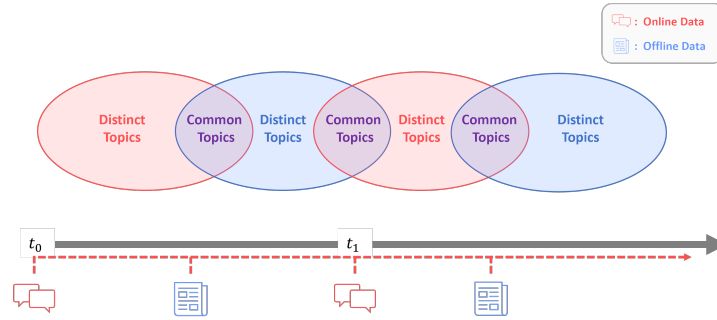 : Online Data
: Offline Data
Distinct
Topics
Common
Topics
Distinct
Topics
Common
Topics
Distinct
Topics
Common
Topics
Distinct
Topics
t₀
t₁